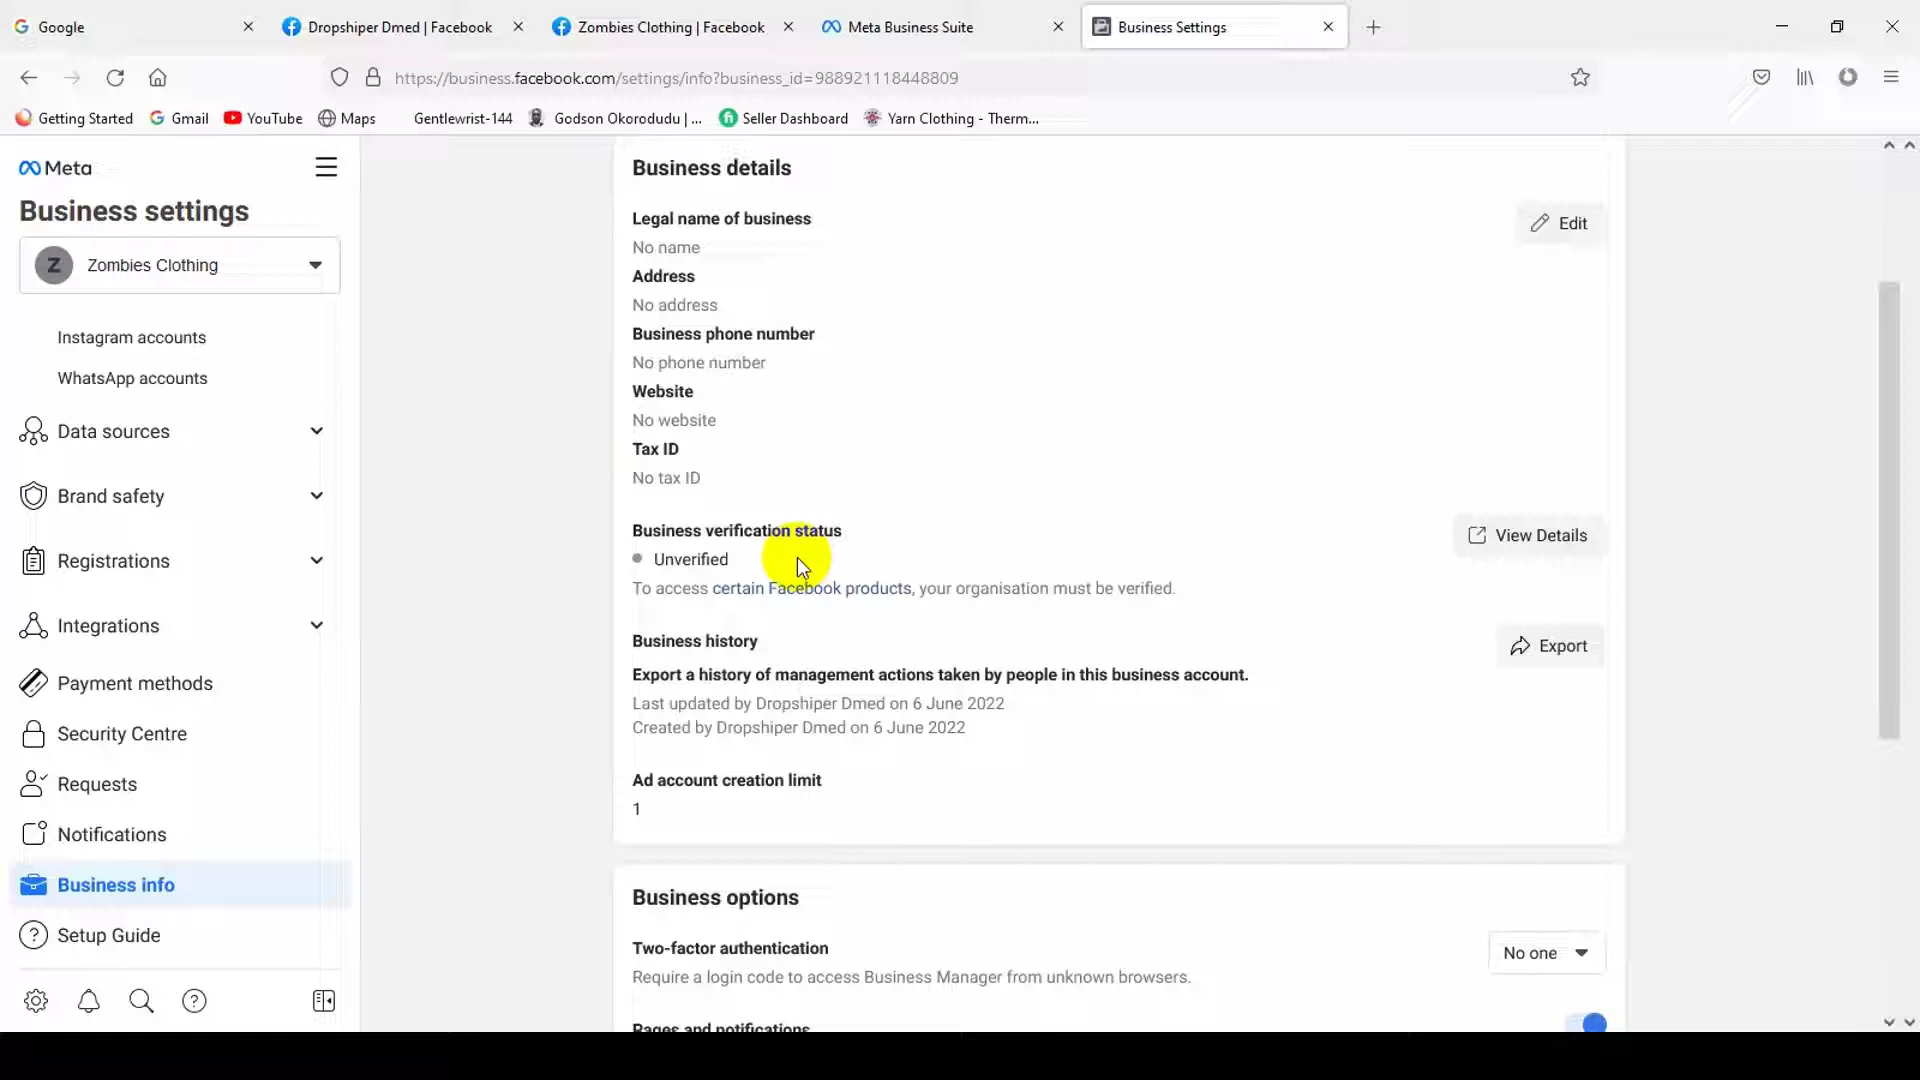 Google
Dropshiper Dmed | Facebook
Zombies Clothing | Facebook
Meta Business Suite
Business Settings
https://business.facebook.com/settings/info?business_id=988921118448809
Getting Started
Gmail
YouTube
Maps
Gentlewrist-144
Godson Okorodudu | ...
Seller Dashboard
Yarn Clothing - Therm...
Meta
Business settings
Z
Zombies Clothing
Instagram accounts
WhatsApp accounts
Data sources
Brand safety
Registrations
Integrations
Payment methods
Security Centre
Requests
Notifications
Business info
Setup Guide
Business details
Legal name of business
Edit
No name
Address
No address
Business phone number
No phone number
Website
No website
Tax ID
No tax ID
Business verification status
View Details
Unverified
To access certain Facebook products, your organisation must be verified.
Business history
Export
Export a history of management actions taken by people in this business account.
Last updated by Dropshiper Dmed on 6 June 2022
Created by Dropshiper Dmed on 6 June 2022
Ad account creation limit
1
Business options
Two-factor authentication
No one
Require a login code to access Business Manager from unknown browsers.
Pages and notifications